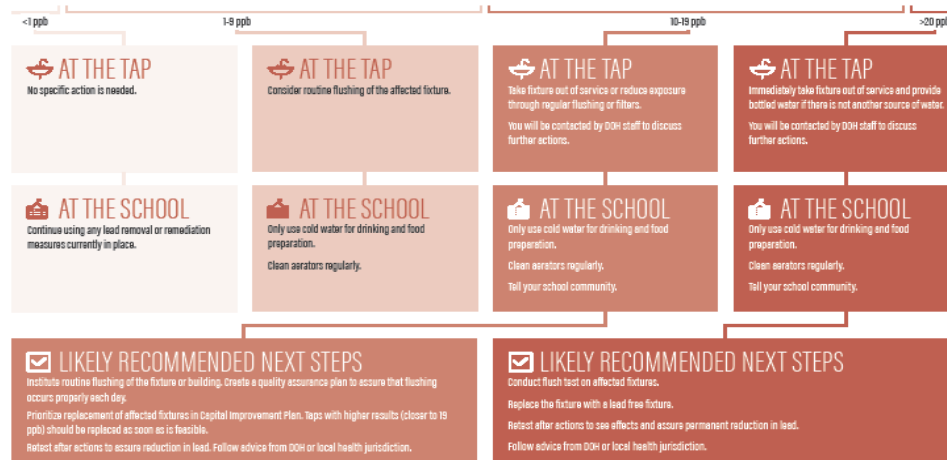 <1 ppb
1-9 ppb
10-19 ppb
>20 ppb
AT THE TAP
No specific action is needed.
AT THE TAP
Consider routine flushing of the affected fixture.
AT THE TAP
Take fixture out of service or reduce exposure
through regular flushing or filters.
You will be contacted by DOH staff to discuss
further actions.
AT THE TAP
Immediately take fixture out of service and provide
bottled water if there is not another source of water.
You will be contacted by DOH staff to discuss
further actions.
AT THE SCHOOL
Continue using any lead removal or remediation
measures currently in place.
AT THE SCHOOL
Only use cold water for drinking and food
preparation.
Clean aerators regularly.
AT THE SCHOOL
Only use cold water for drinking and food
preparation.
Clean aerators regularly.
Tell your school community.
AT THE SCHOOL
Only use cold water for drinking and food
preparation.
Clean aerators regularly.
Tell your school community.
LIKELY RECOMMENDED NEXT STEPS
Institute routine flushing of the fixture or building. Create a quality assurance plan to assure that flushing
occurs properly each day.
Prioritize replacement of affected fixtures in Capital Improvement Plan. Taps with higher results (closer to 19
ppb) should be replaced as soon as is feasible.
Retest after actions to assure reduction in lead. Follow advice from DOH or local health jurisdiction.
LIKELY RECOMMENDED NEXT STEPS
Conduct flush test on affected fixtures.
Replace the fixture with a lead free fixture.
Retest after actions to see effects and assure permanent reduction in lead.
Follow advice from DOH or local health jurisdiction.